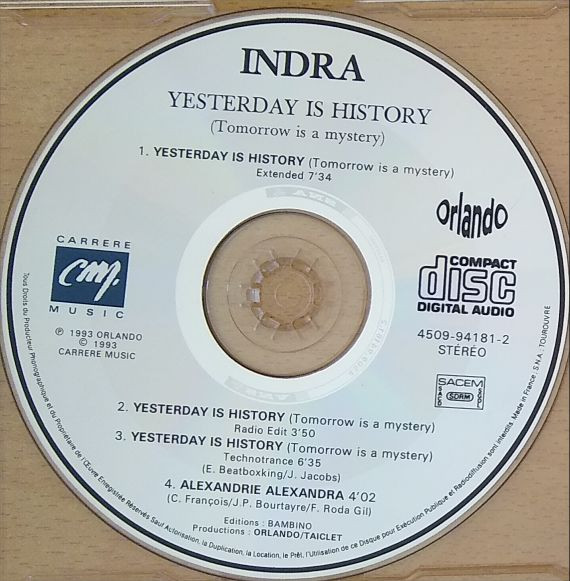 INDRA
YESTERDAY IS HISTORY
(Tomorrow is a mystery)
1. YESTERDAY IS HISTORY (Tomorrow is a mystery)
Extended 7'34
Orlando
CARRERE
cm.
MUSIC
℗ 1993 ORLANDO
© 1993
CARRERE MUSIC
COMPACT
disc
DIGITAL AUDIO
4509-94181-2
STÉRÉO
SACEM
SACD SDRM SGDL
2. YESTERDAY IS HISTORY (Tomorrow is a mystery)
Radio Edit 3'50
3. YESTERDAY IS HISTORY (Tomorrow is a mystery)
Technotrance 6'35
(E. Beatboxking/J. Jacobs)
4. ALEXANDRIE ALEXANDRA 4'02
(C. François/J.P. Bourtayre/F. Roda Gil)
Editions : BAMBINO
Productions : ORLANDO/TAICLET
Tous Droits du Producteur Phonographique et du Propriétaire de l'Œuvre Enregistrée Réservés Sauf Autorisation, la Duplication, la Location, le Prêt, l'Utilisation de ce Disque pour Exécution Publique et Radiodiffusion sont interdits. Made in France : S.N.A. : TOUROUVRE